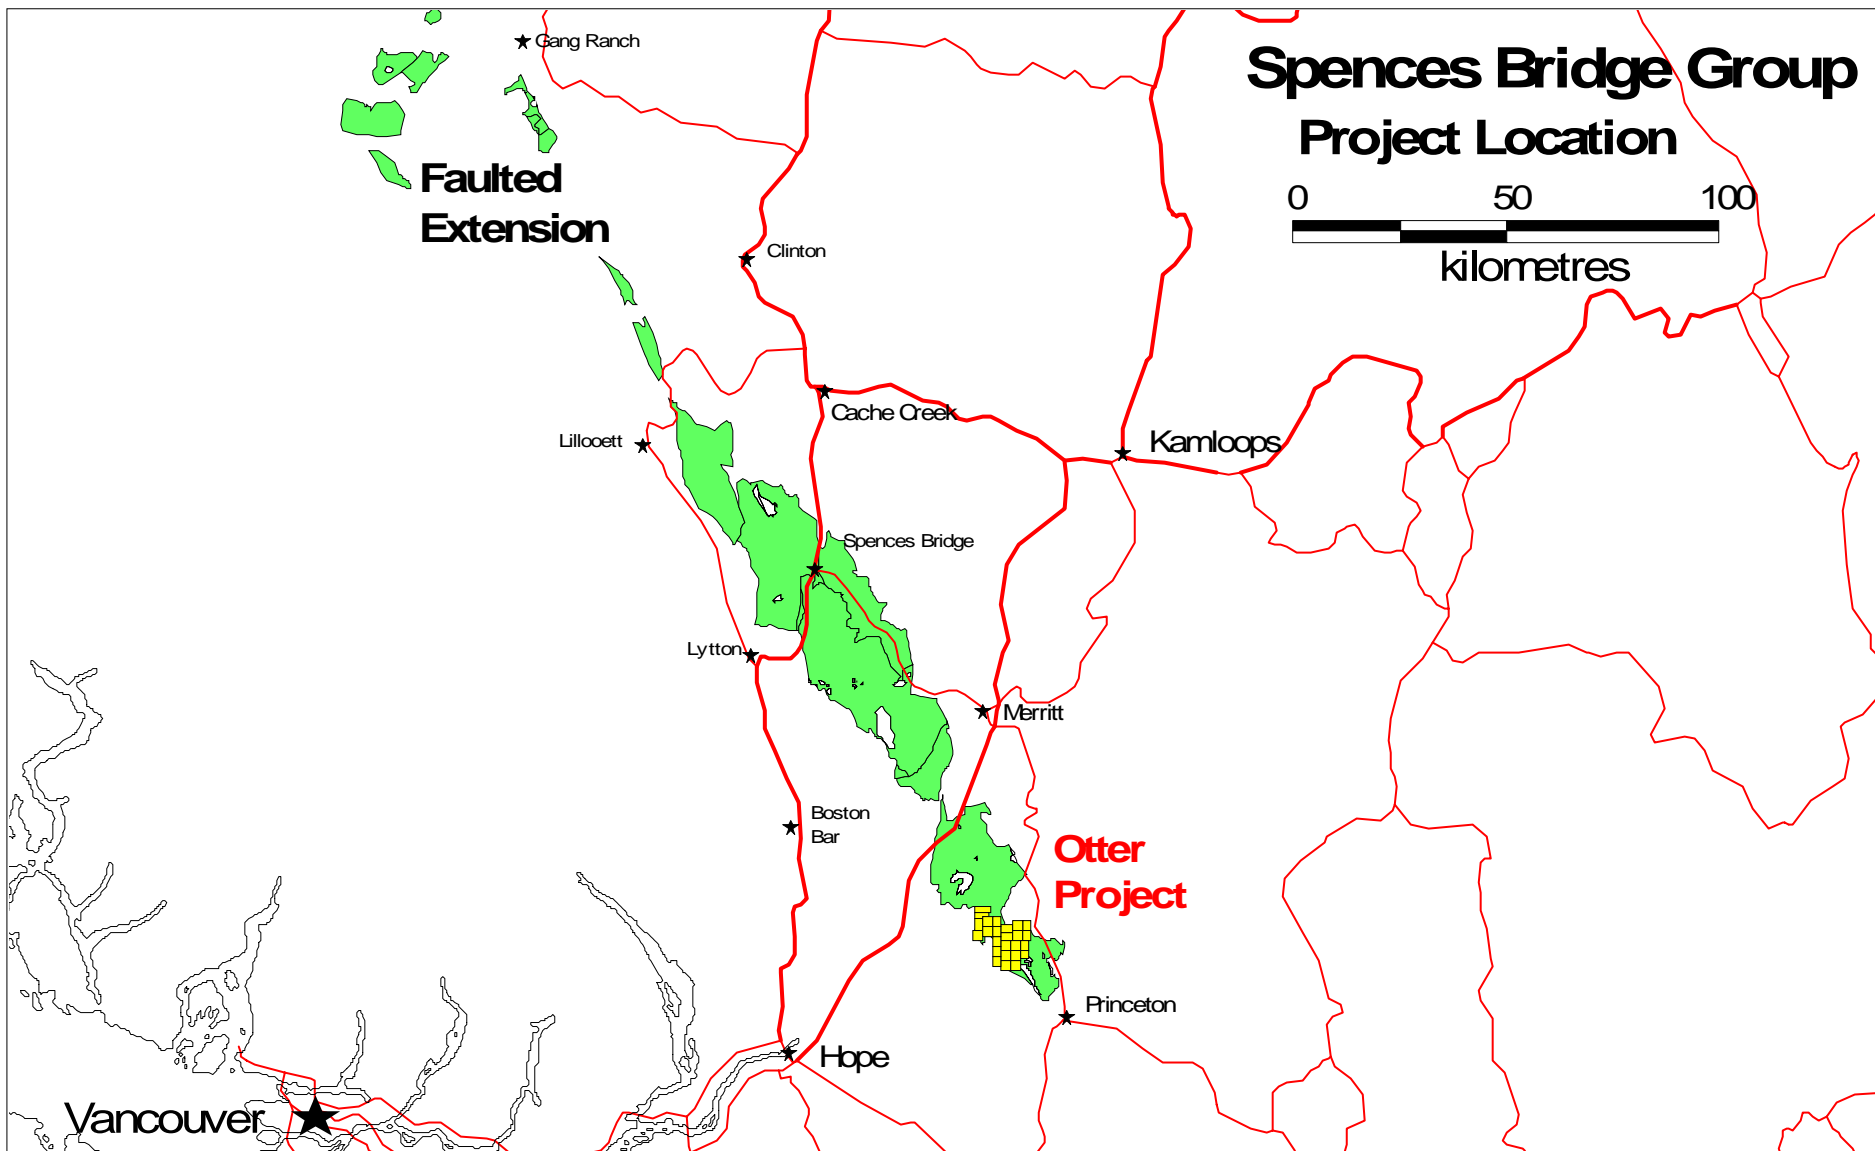 Gang Ranch
Spences Bridge Group
Project Location
0 50 100
kilometres
Faulted
Extension
Clinton
Cache Creek
Lillooett
Kamloops
Spences Bridge
Lytton
Merritt
Boston
Bar
Otter
Project
Princeton
Hope
Vancouver